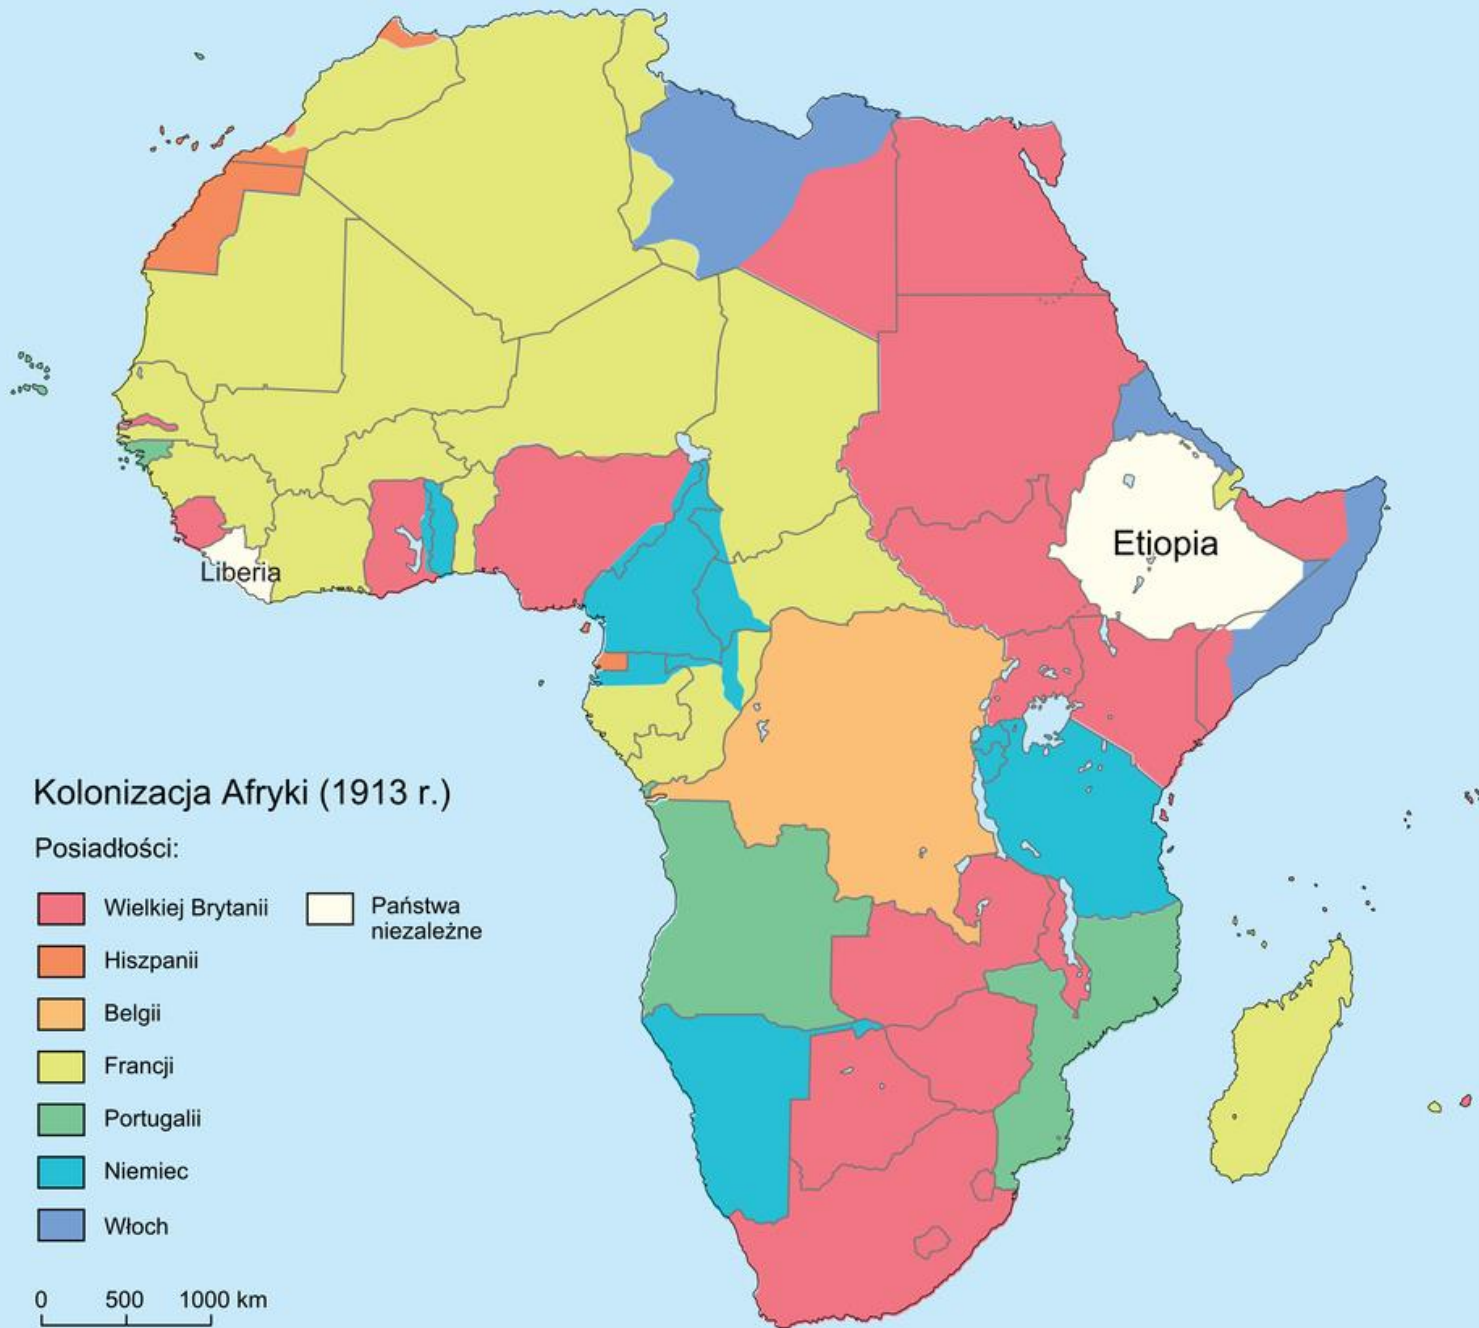 Etiopia
Liberia
Kolonizacja Afryki (1913 r.)
Posiadłości:
Wielkiej Brytanii
Hiszpanii
Belgii
Francji
Portugalii
Niemiec
Włoch
Państwa
niezależne
0 500 1000 km